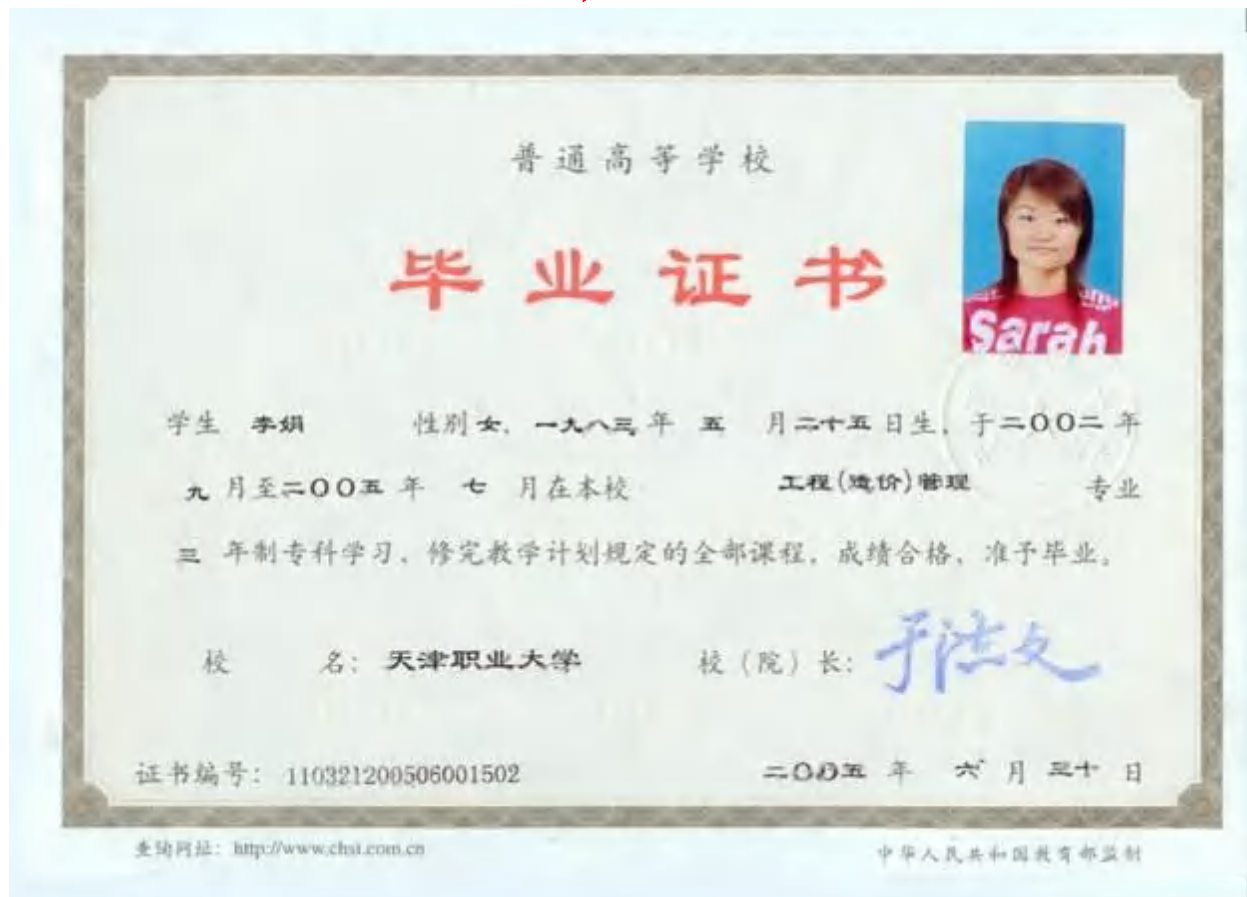 普通高等学校
毕业证书
Sarah
学生 李娟 性别 女, 一九八三 年 五 月 二十五 日生, 于 二〇〇二 年
九 月至 二〇〇五 年 七 月在本校 工程(造价)管理 专业
三 年制专科学习, 修完教学计划规定的全部课程, 成绩合格, 准予毕业。
校 名: 天津职业大学 校(院)长: 于洁文
证书编号: 110321200506001502 二〇〇五 年 六 月 三十 日
查询网址: http://www.chsi.com.cn 中华人民共和国教育部监制